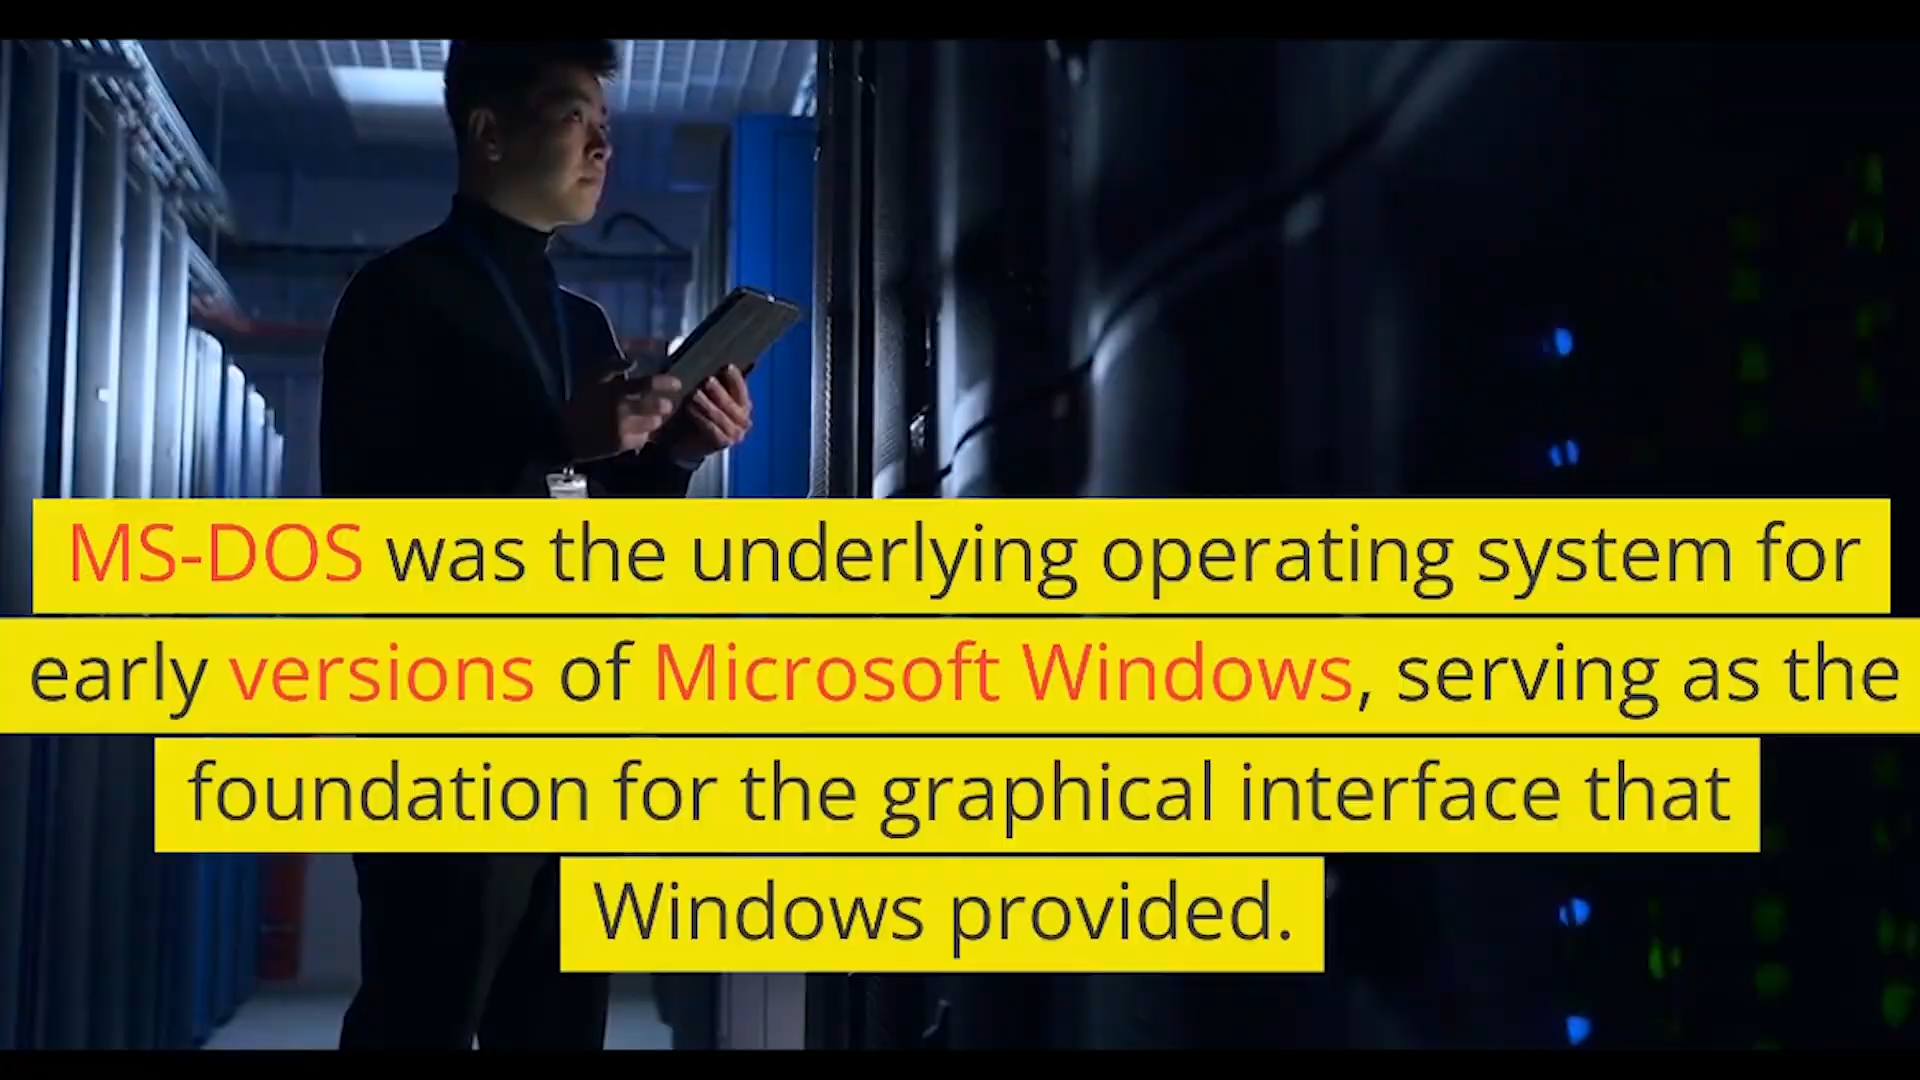 MS-DOS was the underlying operating system for
early versions of Microsoft Windows, serving as the
foundation for the graphical interface that
Windows provided.